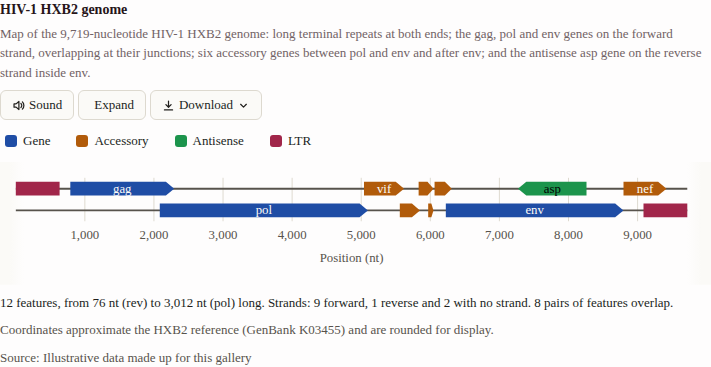 HIV-1 HXB2 genome
Map of the 9,719-nucleotide HIV-1 HXB2 genome: long terminal repeats at both ends; the gag, pol and env genes on the forward
strand, overlapping at their junctions; six accessory genes between pol and env and after env; and the antisense asp gene on the reverse
strand inside env.
Sound Expand Download
Gene Accessory Antisense LTR
gag vif asp nef
pol env
1,000 2,000 3,000 4,000 5,000 6,000 7,000 8,000 9,000
Position (nt)
12 features, from 76 nt (rev) to 3,012 nt (pol) long. Strands: 9 forward, 1 reverse and 2 with no strand. 8 pairs of features overlap.
Coordinates approximate the HXB2 reference (GenBank K03455) and are rounded for display.
Source: Illustrative data made up for this gallery